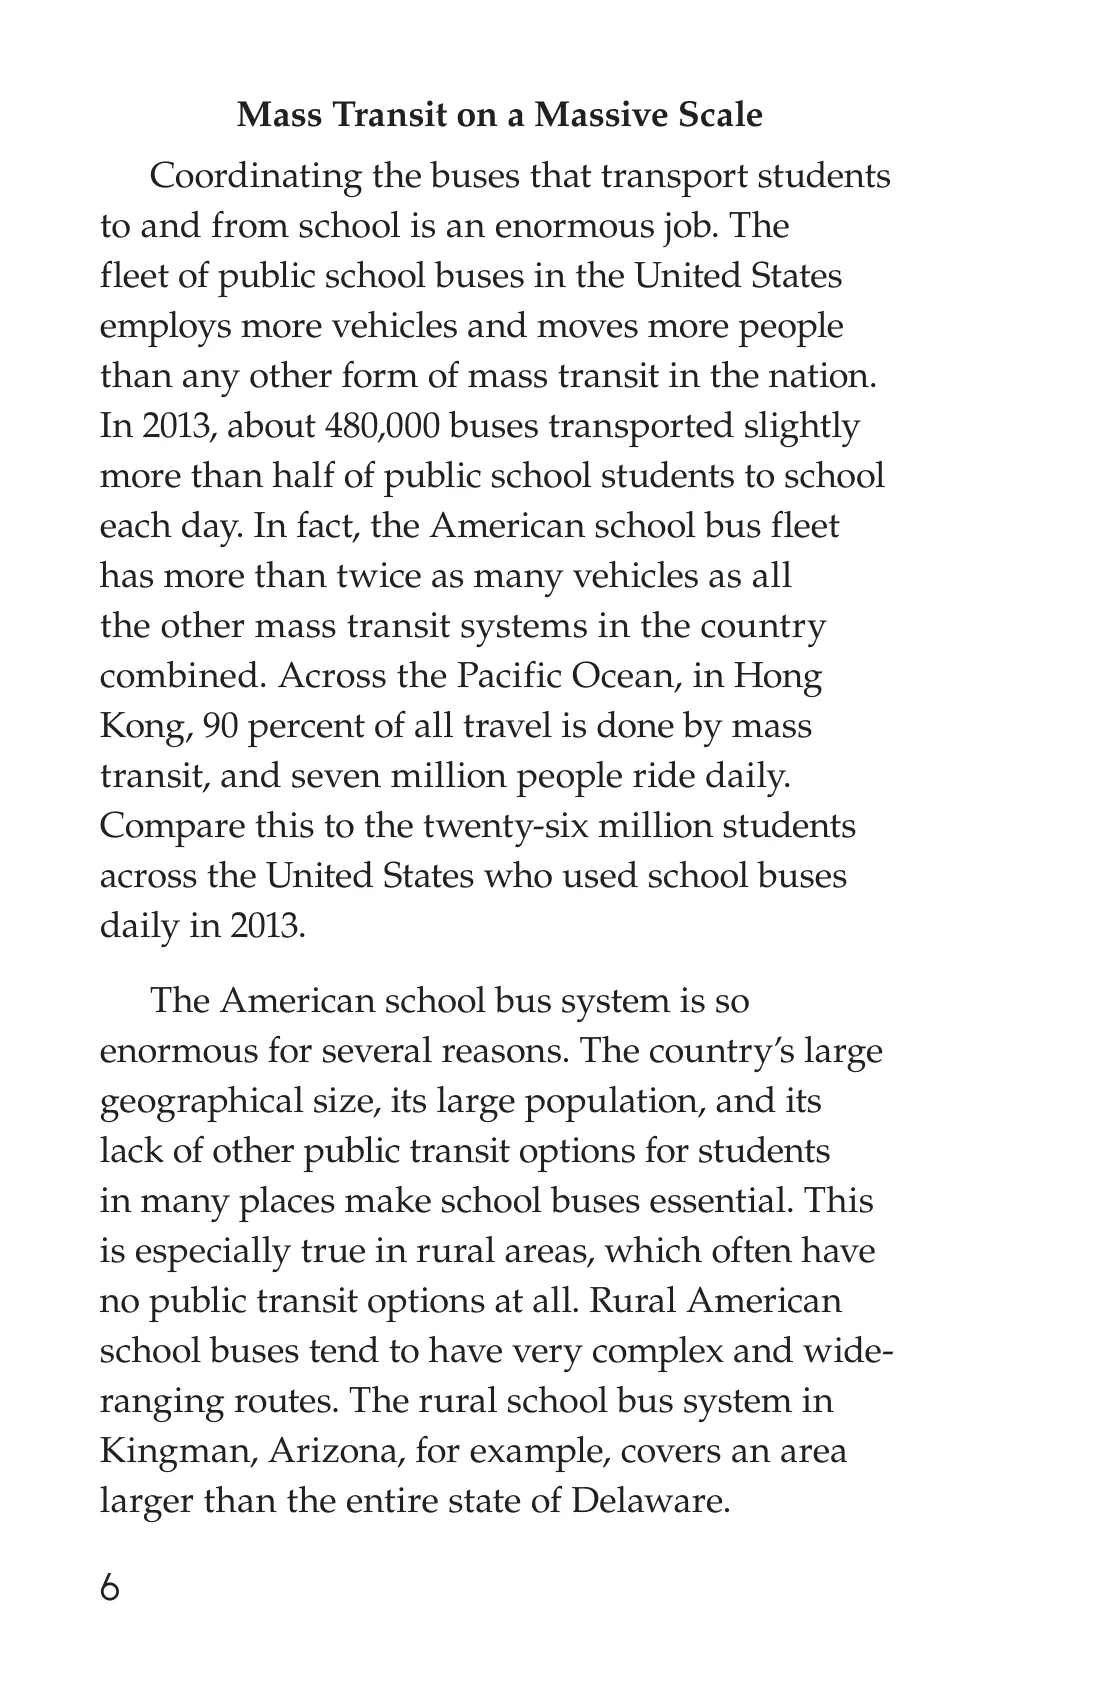 Mass Transit on a Massive Scale
Coordinating the buses that transport students
to and from school is an enormous job. The
fleet of public school buses in the United States
employs more vehicles and moves more people
than any other form of mass transit in the nation.
In 2013, about 480,000 buses transported slightly
more than half of public school students to school
each day. In fact, the American school bus fleet
has more than twice as many vehicles as all
the other mass transit systems in the country
combined. Across the Pacific Ocean, in Hong
Kong, 90 percent of all travel is done by mass
transit, and seven million people ride daily.
Compare this to the twenty-six million students
across the United States who used school buses
daily in 2013.
The American school bus system is so
enormous for several reasons. The country’s large
geographical size, its large population, and its
lack of other public transit options for students
in many places make school buses essential. This
is especially true in rural areas, which often have
no public transit options at all. Rural American
school buses tend to have very complex and wide-
ranging routes. The rural school bus system in
Kingman, Arizona, for example, covers an area
larger than the entire state of Delaware.
6